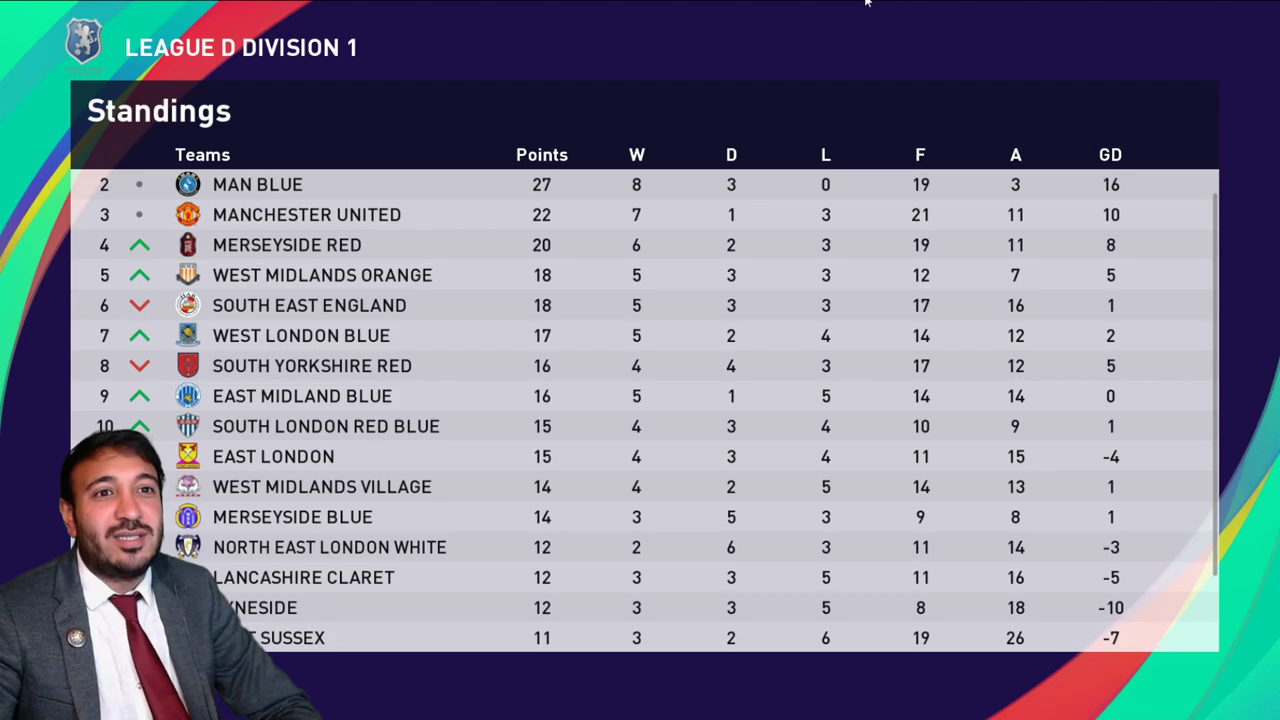 LEAGUE D DIVISION 1
Standings
Teams Points W D L F A GD
2 MAN BLUE 27 8 3 0 19 3 16
3 MANCHESTER UNITED 22 7 1 3 21 11 10
4 MERSEYSIDE RED 20 6 2 3 19 11 8
5 WEST MIDLANDS ORANGE 18 5 3 3 12 7 5
6 SOUTH EAST ENGLAND 18 5 3 3 17 16 1
7 WEST LONDON BLUE 17 5 2 4 14 12 2
8 SOUTH YORKSHIRE RED 16 4 4 3 17 12 5
9 EAST MIDLAND BLUE 16 5 1 5 14 14 0
10 SOUTH LONDON RED BLUE 15 4 3 4 10 9 1
EAST LONDON 15 4 3 4 11 15 -4
WEST MIDLANDS VILLAGE 14 4 2 5 14 13 1
MERSEYSIDE BLUE 14 3 5 3 9 8 1
NORTH EAST LONDON WHITE 12 2 6 3 11 14 -3
LANCASHIRE CLARET 12 3 3 5 11 16 -5
YNESIDE 12 3 3 5 8 18 -10
SUSSEX 11 3 2 6 19 26 -7